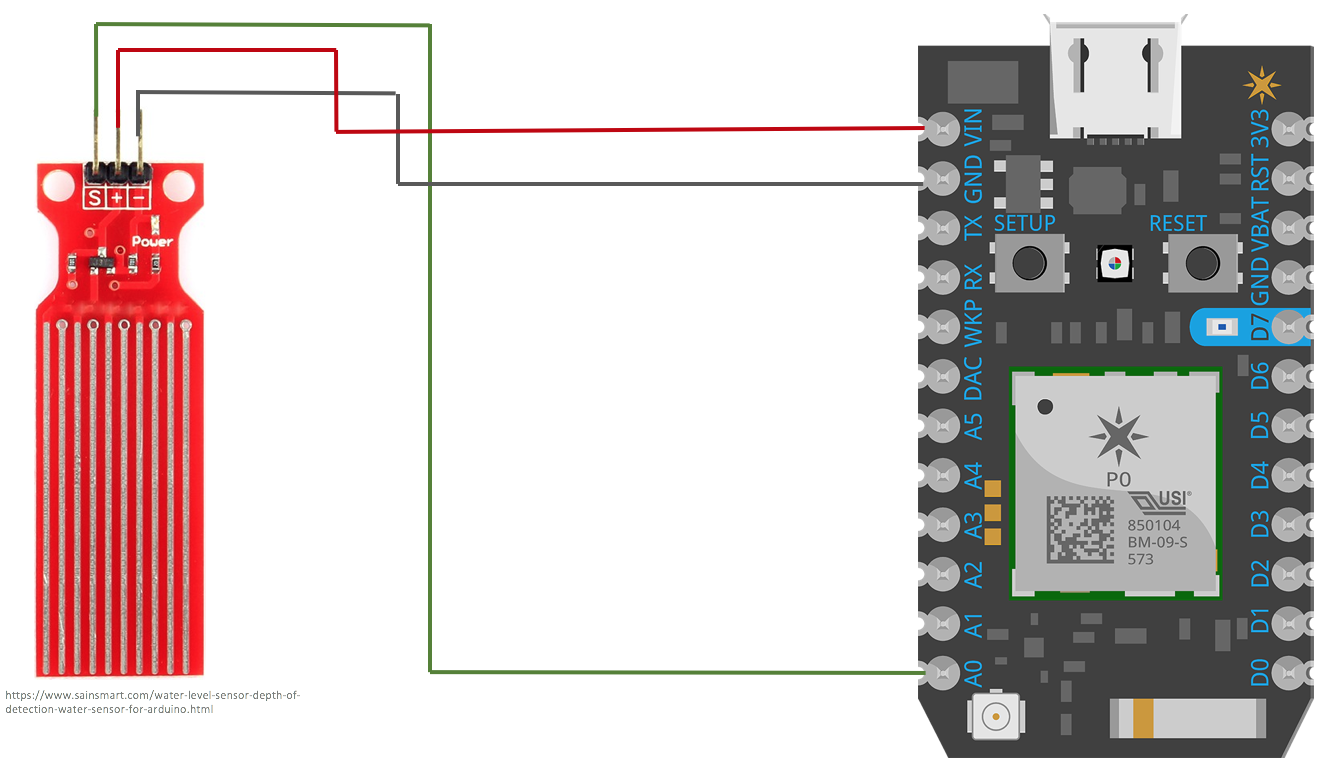 S + −
Power
https://www.sainsmart.com/water-level-sensor-depth-of-
detection-water-sensor-for-arduino.html
VIN
GND
TX
RX
WKP
DAC
A5
A4
A3
A2
A1
A0
SETUP
RESET
P0
USI®
850104
BM-09-S
573
3V3
RST
VBAT
GND
D7
D6
D5
D4
D3
D2
D1
D0